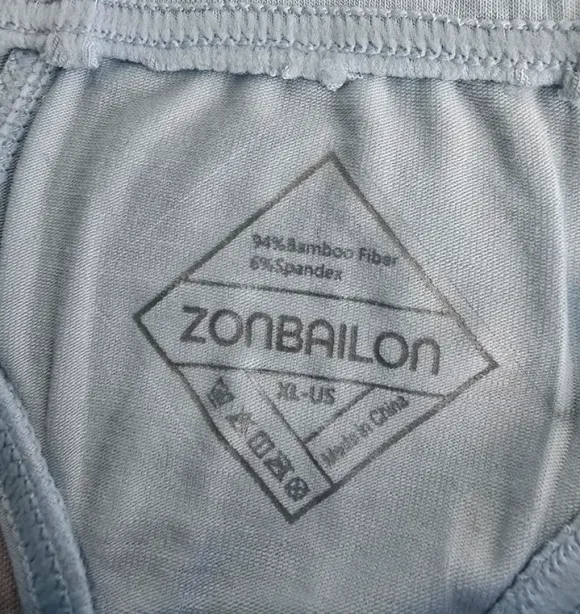 94%Bamboo Fiber
6%Spandex
ZONBAILON
XL-US
Made in China